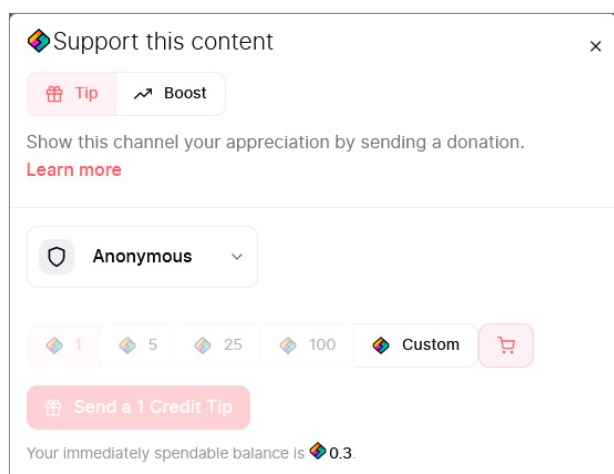 Support this content
Tip Boost
Show this channel your appreciation by sending a donation.
Learn more
Anonymous
1 5 25 100 Custom
Send a 1 Credit Tip
Your immediately spendable balance is 0.3.